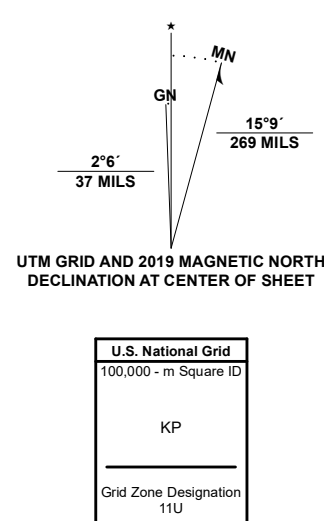 ★
MN
GN
15°9´
269 MILS
2°6´
37 MILS
UTM GRID AND 2019 MAGNETIC NORTH
DECLINATION AT CENTER OF SHEET
U.S. National Grid
100,000 - m Square ID
KP
Grid Zone Designation
11U